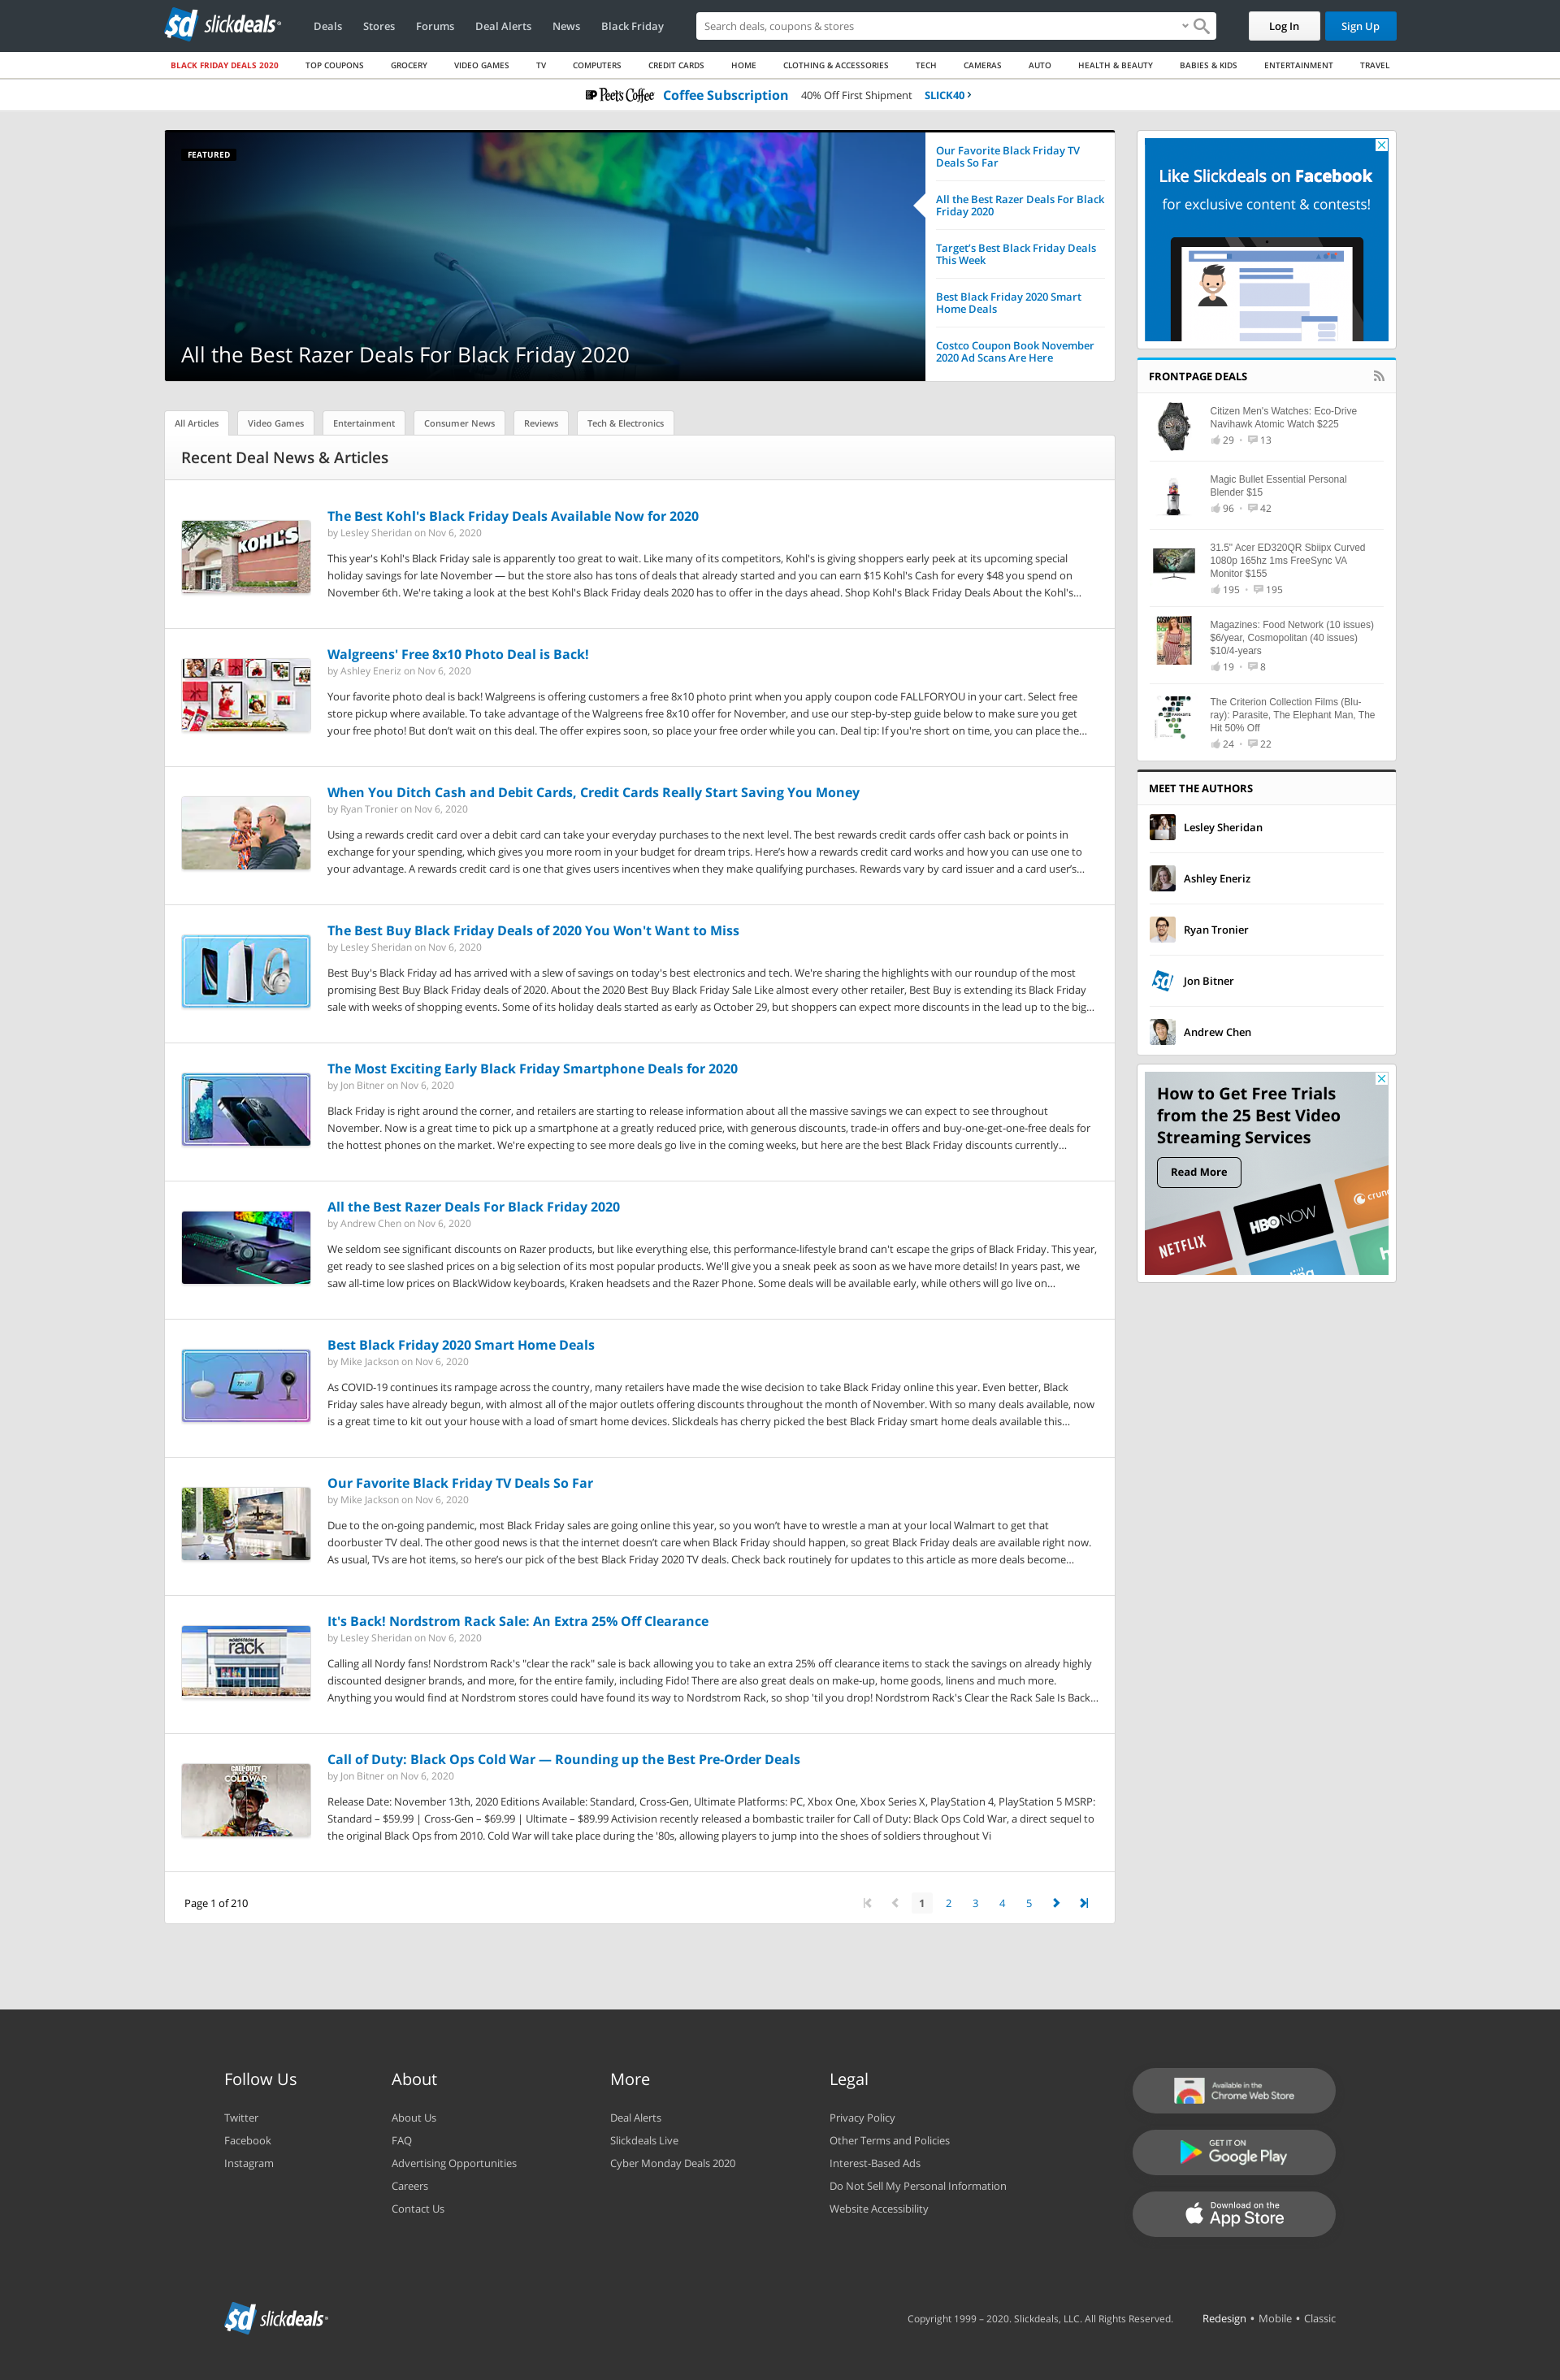 sd slickdeals
Deals Stores Forums Deal Alerts News Black Friday
Search deals, coupons & stores
Log In Sign Up
BLACK FRIDAY DEALS 2020 TOP COUPONS GROCERY VIDEO GAMES TV COMPUTERS CREDIT CARDS HOME CLOTHING & ACCESSORIES TECH CAMERAS AUTO HEALTH & BEAUTY BABIES & KIDS ENTERTAINMENT TRAVEL
Peet's Coffee Coffee Subscription 40% Off First Shipment SLICK40
FEATURED
All the Best Razer Deals For Black Friday 2020
Our Favorite Black Friday TV
Deals So Far
All the Best Razer Deals For Black
Friday 2020
Target's Best Black Friday Deals
This Week
Best Black Friday 2020 Smart
Home Deals
Costco Coupon Book November
2020 Ad Scans Are Here
All Articles Video Games Entertainment Consumer News Reviews Tech & Electronics
Recent Deal News & Articles
KOHL'S
The Best Kohl's Black Friday Deals Available Now for 2020
by Lesley Sheridan on Nov 6, 2020
This year's Kohl's Black Friday sale is apparently too great to wait. Like many of its competitors, Kohl's is giving shoppers early peek at its upcoming special
holiday savings for late November — but the store also has tons of deals that already started and you can earn $15 Kohl's Cash for every $48 you spend on
November 6th. We're taking a look at the best Kohl's Black Friday deals 2020 has to offer in the days ahead. Shop Kohl's Black Friday Deals About the Kohl's...
Walgreens' Free 8x10 Photo Deal is Back!
by Ashley Eneriz on Nov 6, 2020
Your favorite photo deal is back! Walgreens is offering customers a free 8x10 photo print when you apply coupon code FALLFORYOU in your cart. Select free
store pickup where available. To take advantage of the Walgreens free 8x10 offer for November, and use our step-by-step guide below to make sure you get
your free photo! But don't wait on this deal. The offer expires soon, so place your free order while you can. Deal tip: If you're short on time, you can place the...
When You Ditch Cash and Debit Cards, Credit Cards Really Start Saving You Money
by Ryan Tronier on Nov 6, 2020
Using a rewards credit card over a debit card can take your everyday purchases to the next level. The best rewards credit cards offer cash back or points in
exchange for your spending, which gives you more room in your budget for dream trips. Here's how a rewards credit card works and how you can use one to
your advantage. A rewards credit card is one that gives users incentives when they make qualifying purchases. Rewards vary by card issuer and a card user's...
The Best Buy Black Friday Deals of 2020 You Won't Want to Miss
by Lesley Sheridan on Nov 6, 2020
Best Buy's Black Friday ad has arrived with a slew of savings on today's best electronics and tech. We're sharing the highlights with our roundup of the most
promising Best Buy Black Friday deals of 2020. About the 2020 Best Buy Black Friday Sale Like almost every other retailer, Best Buy is extending its Black Friday
sale with weeks of shopping events. Some of its holiday deals started as early as October 29, but shoppers can expect more discounts in the lead up to the big...
The Most Exciting Early Black Friday Smartphone Deals for 2020
by Jon Bitner on Nov 6, 2020
Black Friday is right around the corner, and retailers are starting to release information about all the massive savings we can expect to see throughout
November. Now is a great time to pick up a smartphone at a greatly reduced price, with generous discounts, trade-in offers and buy-one-get-one-free deals for
the hottest phones on the market. We're expecting to see more deals go live in the coming weeks, but here are the best Black Friday discounts currently...
All the Best Razer Deals For Black Friday 2020
by Andrew Chen on Nov 6, 2020
We seldom see significant discounts on Razer products, but like everything else, this performance-lifestyle brand can't escape the grips of Black Friday. This year,
get ready to see slashed prices on a big selection of its most popular products. We'll give you a sneak peek as soon as we have more details! In years past, we
saw all-time low prices on BlackWidow keyboards, Kraken headsets and the Razer Phone. Some deals will be available early, while others will go live on...
Best Black Friday 2020 Smart Home Deals
by Mike Jackson on Nov 6, 2020
As COVID-19 continues its rampage across the country, many retailers have made the wise decision to take Black Friday online this year. Even better, Black
Friday sales have already begun, with almost all of the major outlets offering discounts throughout the month of November. With so many deals available, now
is a great time to kit out your house with a load of smart home devices. Slickdeals has cherry picked the best Black Friday smart home deals available this...
Our Favorite Black Friday TV Deals So Far
by Mike Jackson on Nov 6, 2020
Due to the on-going pandemic, most Black Friday sales are going online this year, so you won't have to wrestle a man at your local Walmart to get that
doorbuster TV deal. The other good news is that the internet doesn't care when Black Friday should happen, so great Black Friday deals are available right now.
As usual, TVs are hot items, so here's our pick of the best Black Friday 2020 TV deals. Check back routinely for updates to this article as more deals become...
NORDSTROM
rack
It's Back! Nordstrom Rack Sale: An Extra 25% Off Clearance
by Lesley Sheridan on Nov 6, 2020
Calling all Nordy fans! Nordstrom Rack's "clear the rack" sale is back allowing you to take an extra 25% off clearance items to stack the savings on already highly
discounted designer brands, and more, for the entire family, including Fido! There are also great deals on make-up, home goods, linens and much more.
Anything you would find at Nordstrom stores could have found its way to Nordstrom Rack, so shop 'til you drop! Nordstrom Rack's Clear the Rack Sale Is Back...
CALL OF DUTY
COLD WAR
Call of Duty: Black Ops Cold War — Rounding up the Best Pre-Order Deals
by Jon Bitner on Nov 6, 2020
Release Date: November 13th, 2020 Editions Available: Standard, Cross-Gen, Ultimate Platforms: PC, Xbox One, Xbox Series X, PlayStation 4, PlayStation 5 MSRP:
Standard – $59.99 | Cross-Gen – $69.99 | Ultimate – $89.99 Activision recently released a bombastic trailer for Call of Duty: Black Ops Cold War, a direct sequel to
the original Black Ops from 2010. Cold War will take place during the '80s, allowing players to jump into the shoes of soldiers throughout Vi
Page 1 of 210
1 2 3 4 5
Like Slickdeals on Facebook
for exclusive content & contests!
FRONTPAGE DEALS
Citizen Men's Watches: Eco-Drive
Navihawk Atomic Watch $225
29 • 13
Magic Bullet Essential Personal
Blender $15
96 • 42
31.5" Acer ED320QR Sbiipx Curved
1080p 165hz 1ms FreeSync VA
Monitor $155
195 • 195
COSMOPOLITAN
Magazines: Food Network (10 issues)
$6/year, Cosmopolitan (40 issues)
$10/4-years
19 • 8
The Criterion Collection Films (Blu-
ray): Parasite, The Elephant Man, The
Hit 50% Off
24 • 22
MEET THE AUTHORS
Lesley Sheridan
Ashley Eneriz
Ryan Tronier
sd
Jon Bitner
Andrew Chen
How to Get Free Trials
from the 25 Best Video
Streaming Services
Read More
NETFLIX HBO NOW crun
ling h
Follow Us
Twitter
Facebook
Instagram
About
About Us
FAQ
Advertising Opportunities
Careers
Contact Us
More
Deal Alerts
Slickdeals Live
Cyber Monday Deals 2020
Legal
Privacy Policy
Other Terms and Policies
Interest-Based Ads
Do Not Sell My Personal Information
Website Accessibility
Available in the
Chrome Web Store
GET IT ON
Google Play
Download on the
App Store
sd slickdeals
Copyright 1999 – 2020. Slickdeals, LLC. All Rights Reserved. Redesign • Mobile • Classic